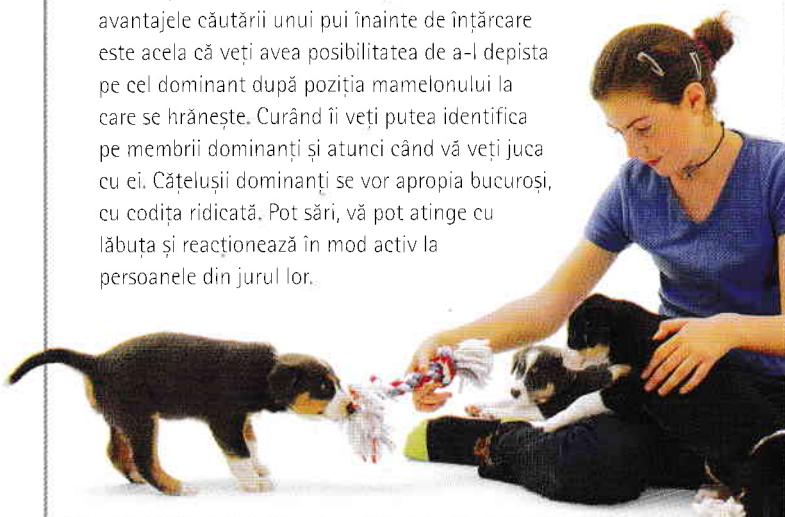 avantajele căutării unui pui înainte de înțărcare
este acela că veți avea posibilitatea de a-l depista
pe cel dominant după poziția mamelonului la
care se hrănește. Curând îi veți putea identifica
pe membrii dominanți și atunci când vă veți juca
cu ei. Cățelușii dominanți se vor apropia bucuroși,
cu codița ridicată. Pot sări, vă pot atinge cu
lăbuța și reacționează în mod activ la
persoanele din jurul lor.